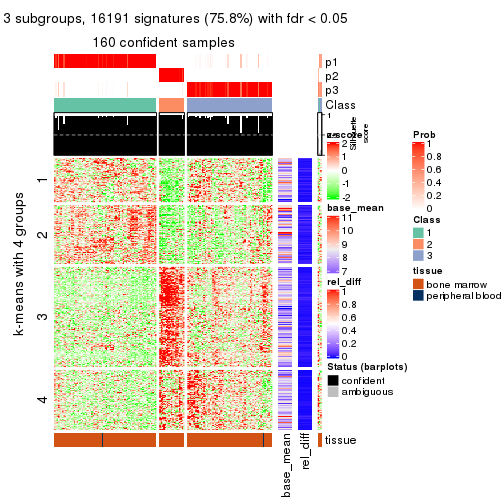 3 subgroups, 16191 signatures (75.8%) with fdr < 0.05
160 confident samples
p1
p2
p3
Class
1
Silhouette
score
z-score
2
1
0
-1
-2
base_mean
11
10
9
8
7
rel_diff
1
0.8
0.6
0.4
0.2
0
Status (barplots)
confident
ambiguous
Prob
1
0.8
0.6
0.4
0.2
0
Class
1
2
3
tissue
bone marrow
peripheral blood
k-means with 4 groups
1
2
3
4
tissue
base_mean
rel_diff